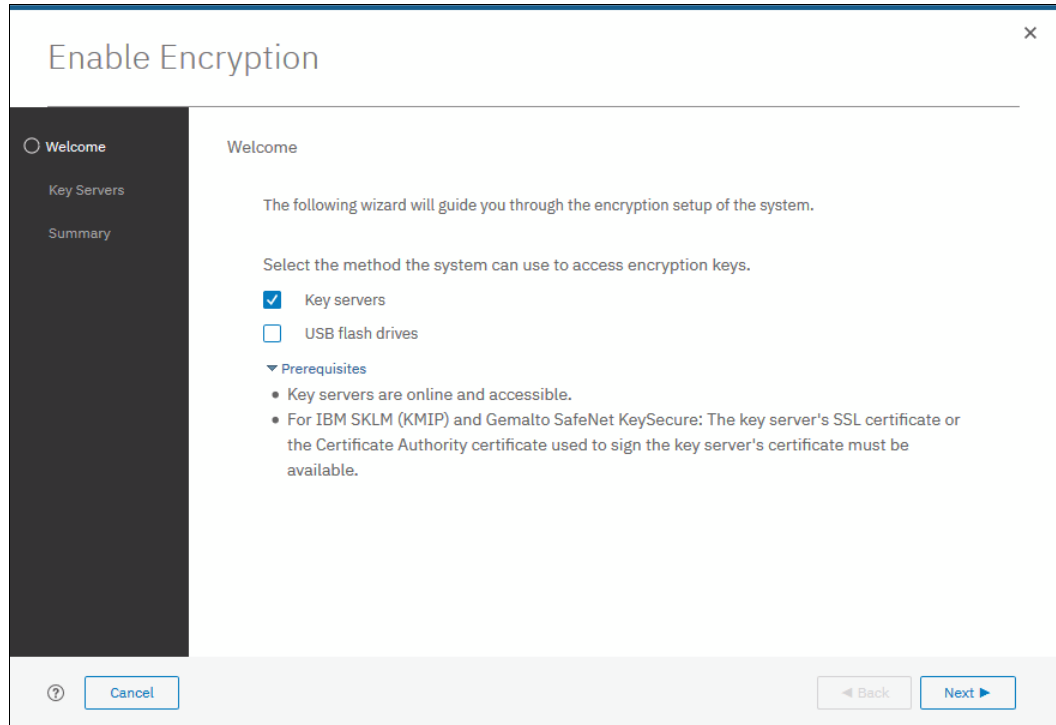 Enable Encryption
×
Welcome
Key Servers
Summary
Welcome
The following wizard will guide you through the encryption setup of the system.
Select the method the system can use to access encryption keys.
Key servers
USB flash drives
Prerequisites
• Key servers are online and accessible.
• For IBM SKLM (KMIP) and Gemalto SafeNet KeySecure: The key server's SSL certificate or
the Certificate Authority certificate used to sign the key server's certificate must be
available.
?
Cancel
Back
Next